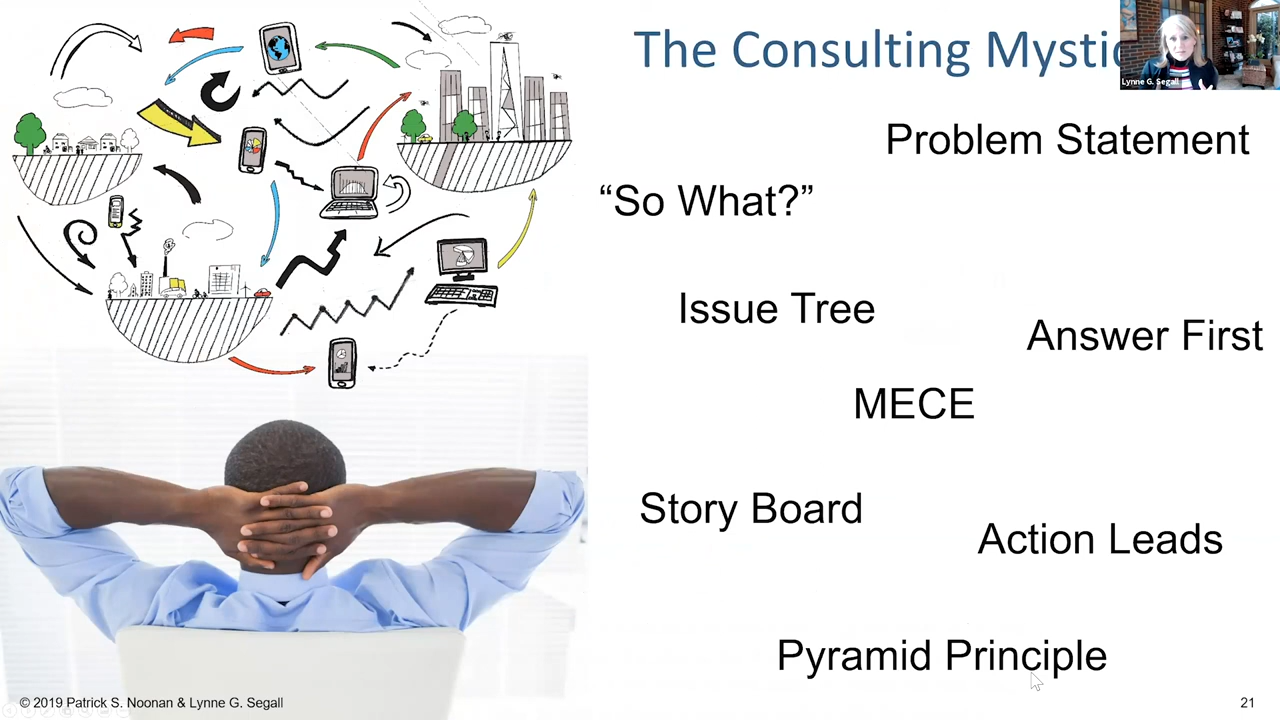 The Consulting Mysti
Lynne G. Segall
Problem Statement
“So What?”
Issue Tree
Answer First
MECE
Story Board
Action Leads
Pyramid Principle
© 2019 Patrick S. Noonan & Lynne G. Segall
21